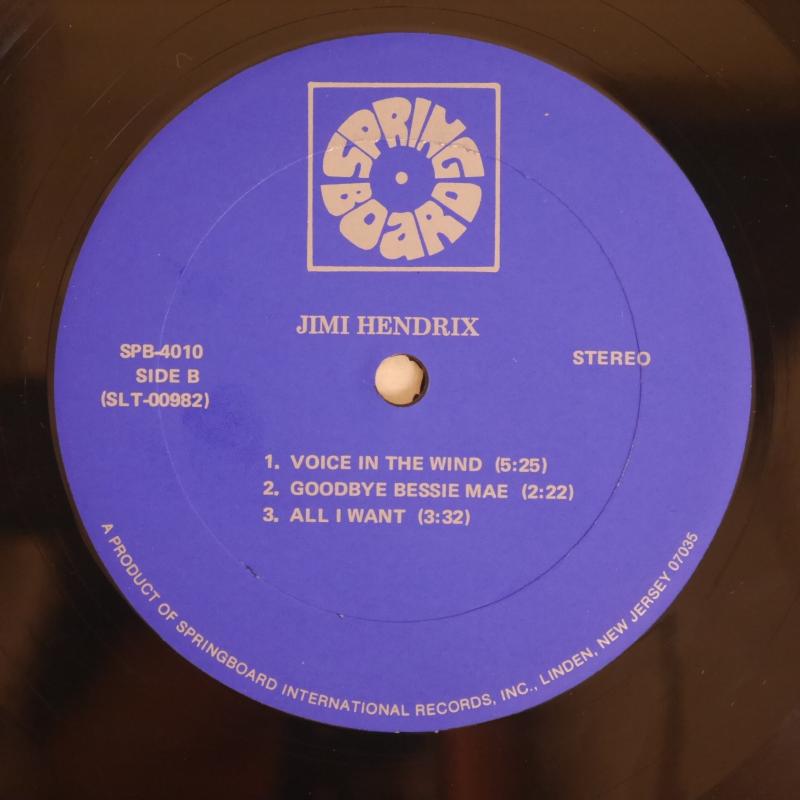 SPRING
BOARD
JIMI HENDRIX
SPB-4010
SIDE B
(SLT-00982)
STEREO
1. VOICE IN THE WIND (5:25)
2. GOODBYE BESSIE MAE (2:22)
3. ALL I WANT (3:32)
A PRODUCT OF SPRINGBOARD INTERNATIONAL RECORDS, INC., LINDEN, NEW JERSEY 07035